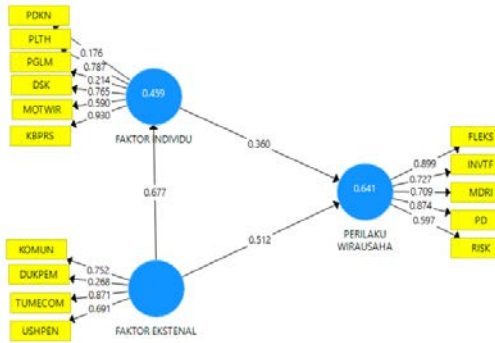 PDKN
PLTH
PGLM
DSK
MOTWIR
KBPRS
0.176
0.787
0.214
0.765
0.590
0.930
0.459
FAKTOR INDIVIDU
0.360
0.677
0.512
KOMUN
DUKPEM
TUMECOM
USHPEN
0.752
0.268
0.871
0.691
FAKTOR EKSTENAL
0.641
PERILAKU
WIRAUSAHA
0.899
0.727
0.709
0.874
0.597
FLEKS
INVTF
MDRI
PD
RISK